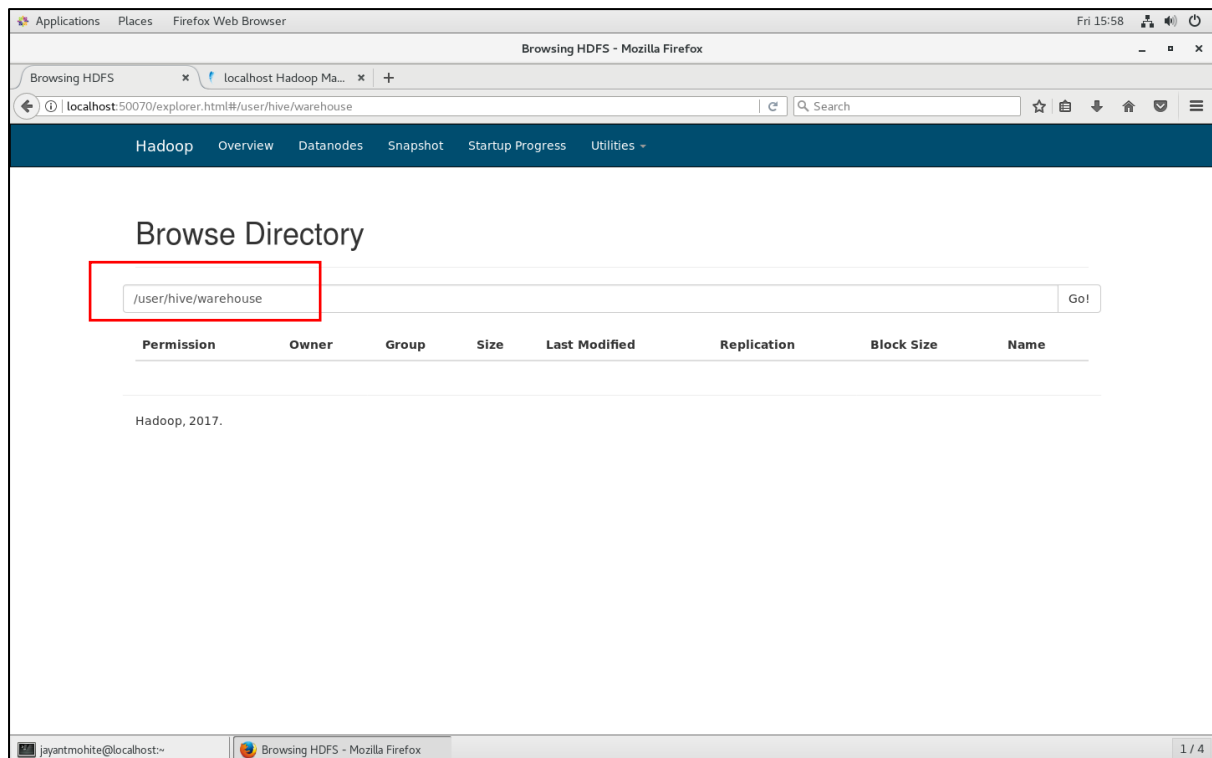 Applications Places Firefox Web Browser Fri 15:58
Browsing HDFS - Mozilla Firefox
Browsing HDFS localhost Hadoop Ma...
localhost:50070/explorer.html#/user/hive/warehouse Search
Hadoop Overview Datanodes Snapshot Startup Progress Utilities
Browse Directory
/user/hive/warehouse Go!
Permission Owner Group Size Last Modified Replication Block Size Name
Hadoop, 2017.
jayantmohite@localhost:~ Browsing HDFS - Mozilla Firefox 1 / 4